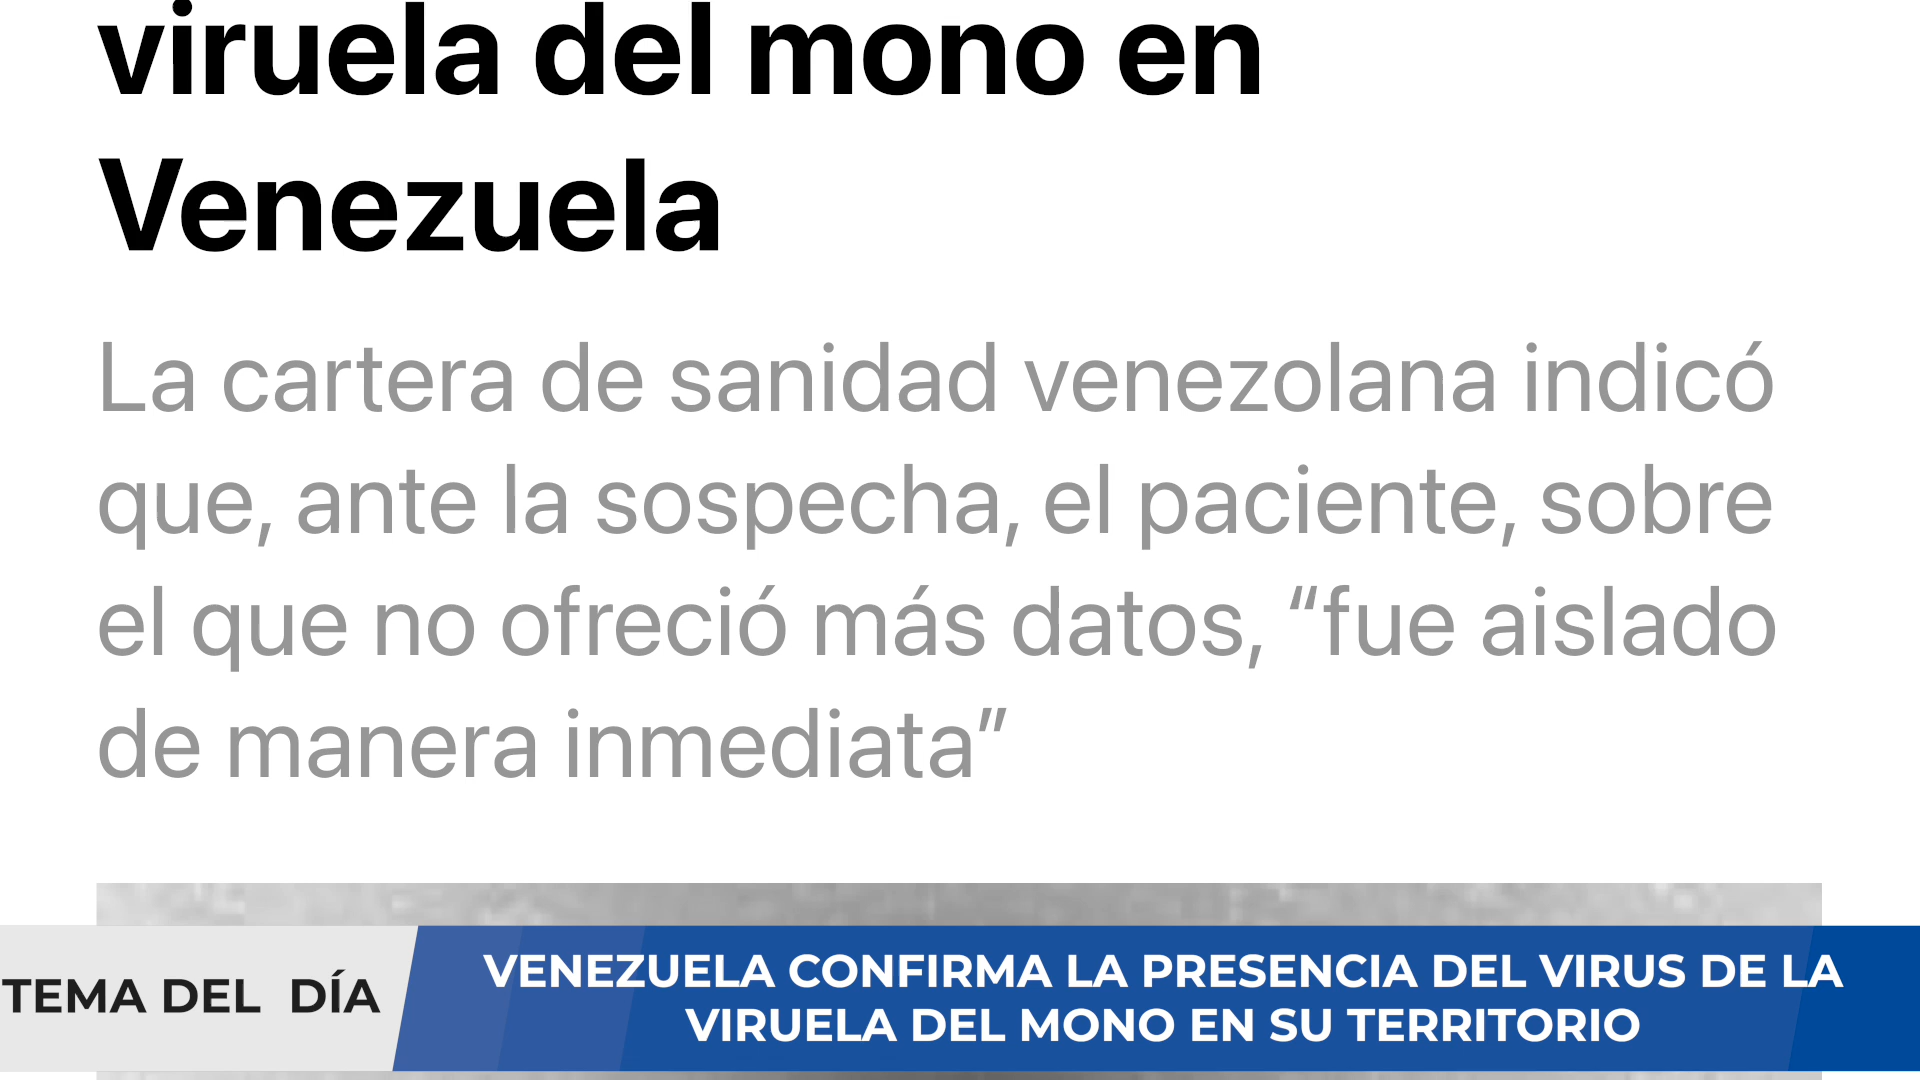 viruela del mono en
Venezuela
La cartera de sanidad venezolana indicó
que, ante la sospecha, el paciente, sobre
el que no ofreció más datos, “fue aislado
de manera inmediata”
TEMA DEL DÍA
VENEZUELA CONFIRMA LA PRESENCIA DEL VIRUS DE LA
VIRUELA DEL MONO EN SU TERRITORIO